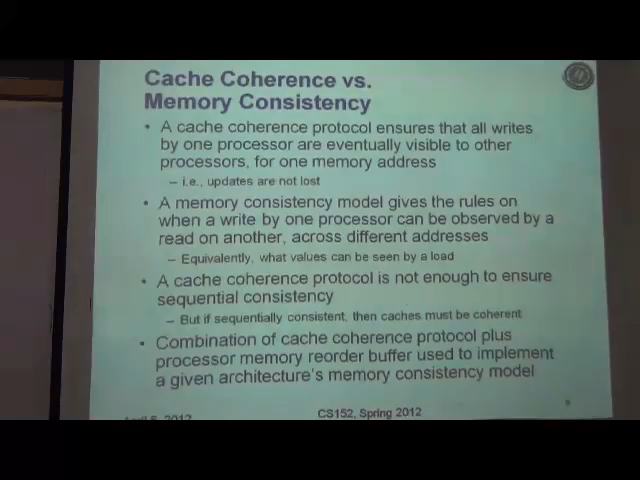 Cache Coherence vs.
Memory Consistency
• A cache coherence protocol ensures that all writes
by one processor are eventually visible to other
processors, for one memory address
– i.e., updates are not lost
• A memory consistency model gives the rules on
when a write by one processor can be observed by a
read on another, across different addresses
– Equivalently, what values can be seen by a load
• A cache coherence protocol is not enough to ensure
sequential consistency
– But if sequentially consistent, then caches must be coherent
• Combination of cache coherence protocol plus
processor memory reorder buffer used to implement
a given architecture's memory consistency model
2012
CS152, Spring 2012